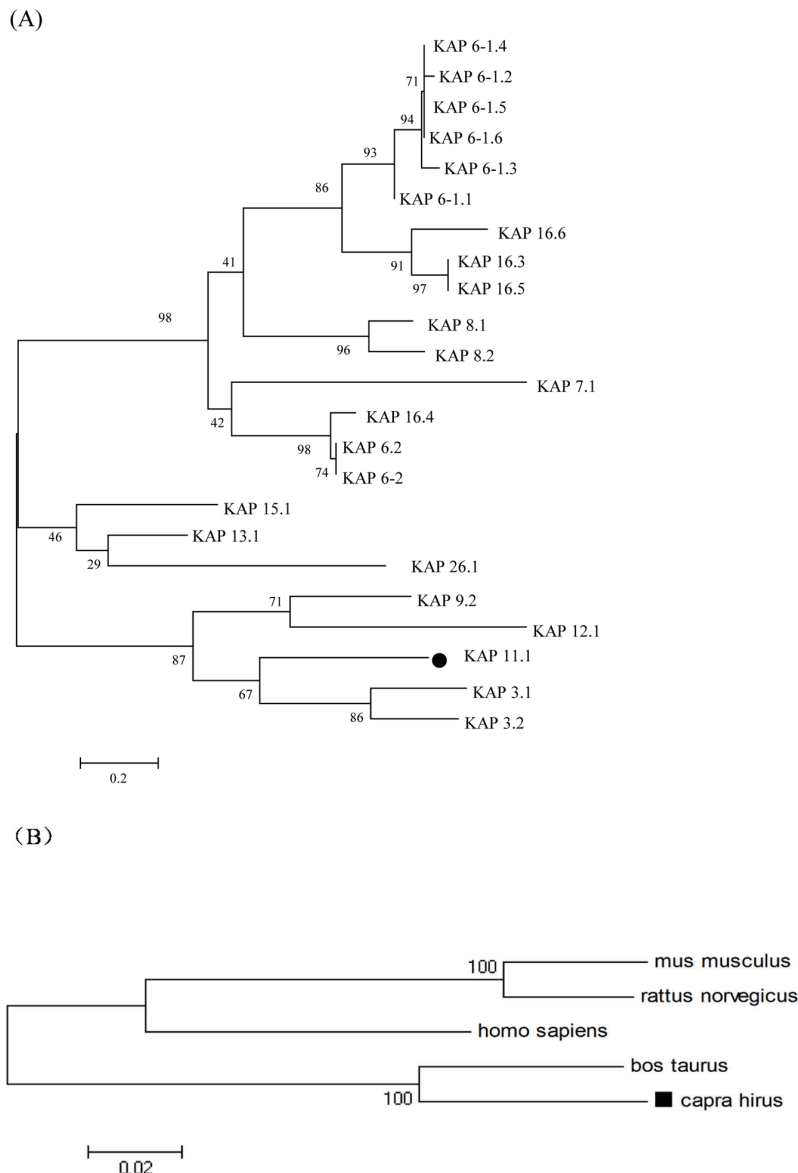 (A)
KAP 6-1.4
71
KAP 6-1.2
KAP 6-1.5
94
KAP 6-1.6
93
KAP 6-1.3
86
KAP 6-1.1
KAP 16.6
41
91
KAP 16.3
97
KAP 16.5
98
KAP 8.1
96
KAP 8.2
KAP 7.1
42
KAP 16.4
98
KAP 6.2
74
KAP 6-2
KAP 15.1
46
KAP 13.1
29
KAP 26.1
71
KAP 9.2
KAP 12.1
87
KAP 11.1
67
KAP 3.1
86
KAP 3.2
0.2
(B)
100
mus musculus
rattus norvegicus
homo sapiens
bos taurus
100
capra hirus
0.02